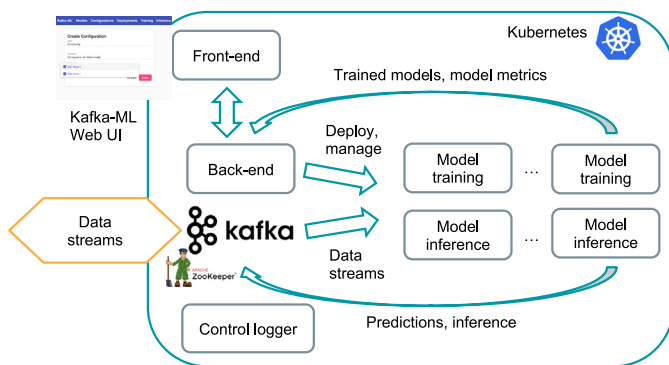 Kafka-ML Models Configurations Deployments Training Inference
Create Configuration
Kafka-ML
Web UI
Front-end
Kubernetes
Trained models, model metrics
Deploy,
manage
Back-end
Model
training
...
Model
training
Data
streams
kafka
Model
inference
...
Model
inference
Data
streams
APACHE
ZooKeeper
Predictions, inference
Control logger